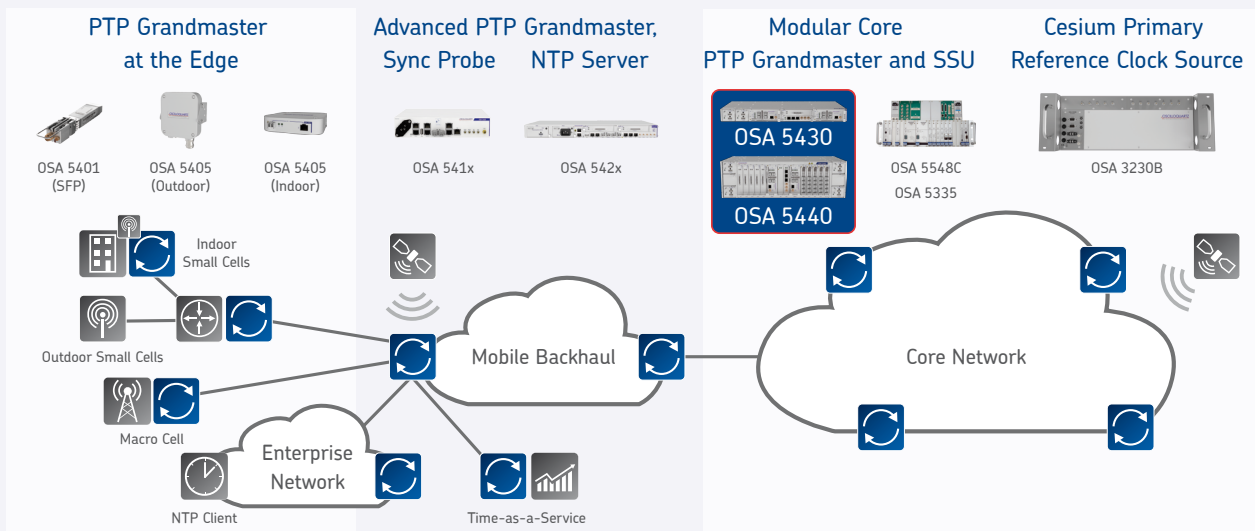 PTP Grandmaster
at the Edge
Advanced PTP Grandmaster,
Sync Probe NTP Server
Modular Core
PTP Grandmaster and SSU
Cesium Primary
Reference Clock Source
OSA 5401
(SFP)
OSA 5405
(Outdoor)
OSA 5405
(Indoor)
OSA 541x
OSA 542x
OSA 5430
OSA 5440
OSA 5548C
OSA 5335
OSA 3230B
Indoor
Small Cells
Outdoor Small Cells
Macro Cell
NTP Client
Enterprise
Network
Time-as-a-Service
Mobile Backhaul
Core Network